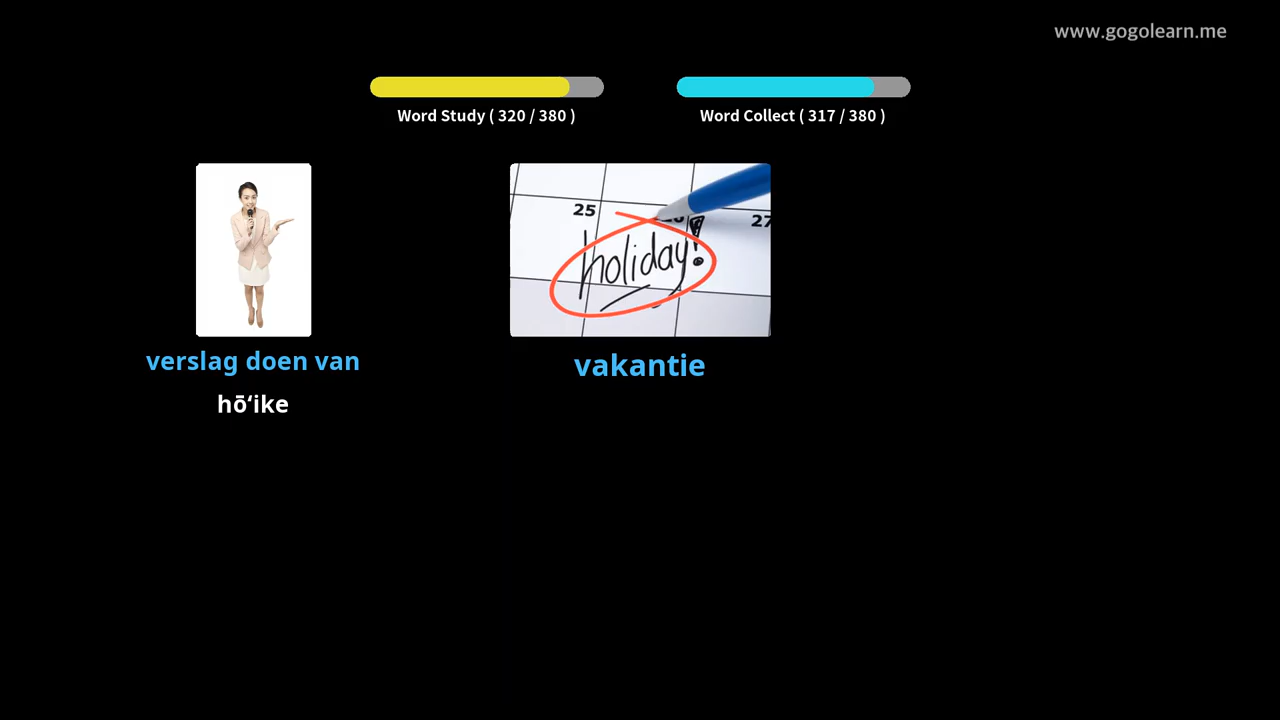 www.gogolearn.me
Word Study ( 320 / 380 )
Word Collect ( 317 / 380 )
25
27
holiday!
verslag doen van
hōʻike
vakantie